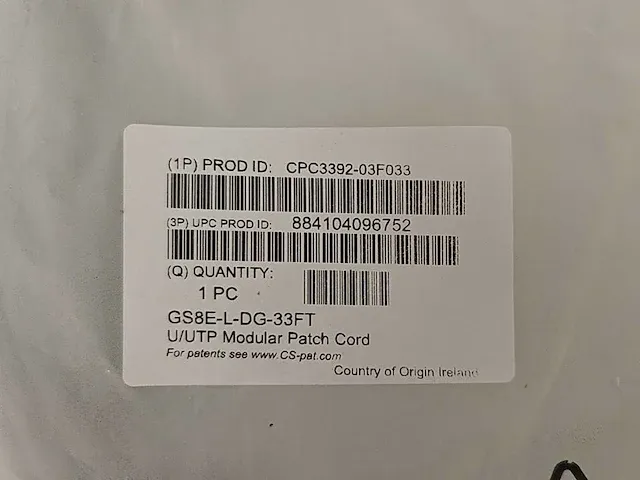 (1P) PROD ID: CPC3392-03F033
(3P) UPC PROD ID: 884104096752
(Q) QUANTITY:
1 PC
GS8E-L-DG-33FT
U/UTP Modular Patch Cord
For patents see www.CS-pat.com
Country of Origin Ireland